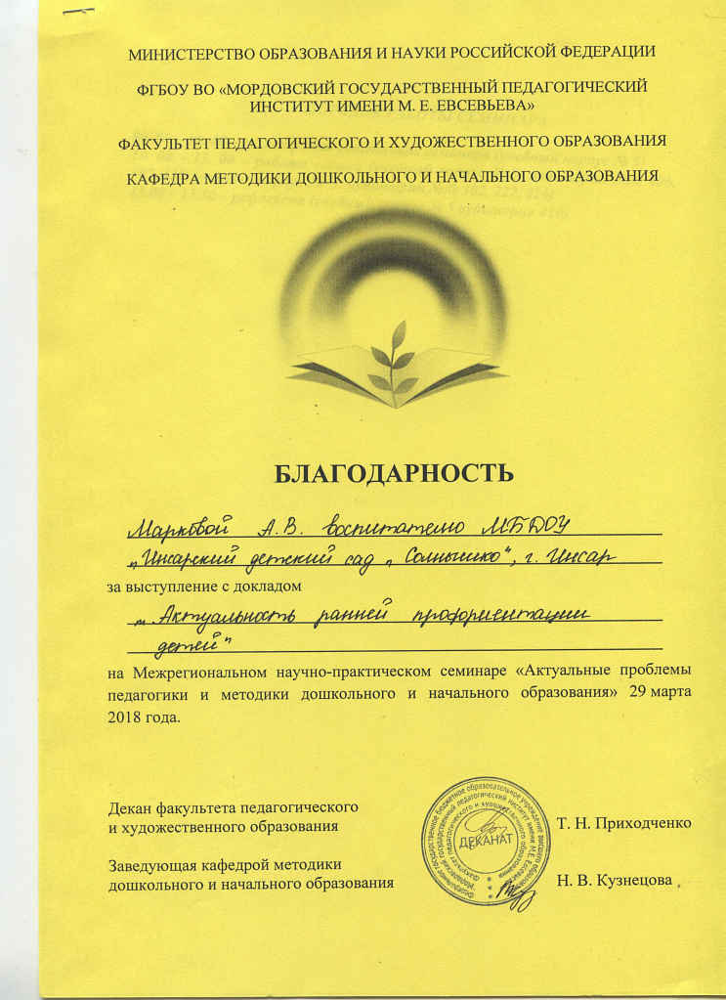 МИНИСТЕРСТВО ОБРАЗОВАНИЯ И НАУКИ РОССИЙСКОЙ ФЕДЕРАЦИИ
ФГБОУ ВО «МОРДОВСКИЙ ГОСУДАРСТВЕННЫЙ ПЕДАГОГИЧЕСКИЙ
ИНСТИТУТ ИМЕНИ М. Е. ЕВСЕВЬЕВА»
ФАКУЛЬТЕТ ПЕДАГОГИЧЕСКОГО И ХУДОЖЕСТВЕННОГО ОБРАЗОВАНИЯ
КАФЕДРА МЕТОДИКИ ДОШКОЛЬНОГО И НАЧАЛЬНОГО ОБРАЗОВАНИЯ
БЛАГОДАРНОСТЬ
Марковой А.В. воспитателю МБДОУ
„Инсарский детский сад „Солнышко", г. Инсар
за выступление с докладом
„Актуальность ранней профориентации
детей"
на Межрегиональном научно-практическом семинаре «Актуальные проблемы
педагогики и методики дошкольного и начального образования» 29 марта
2018 года.
Декан факультета педагогического
и художественного образования
Т. Н. Приходченко
ДЕКАНАТ
Заведующая кафедрой методики
дошкольного и начального образования
Н. В. Кузнецова